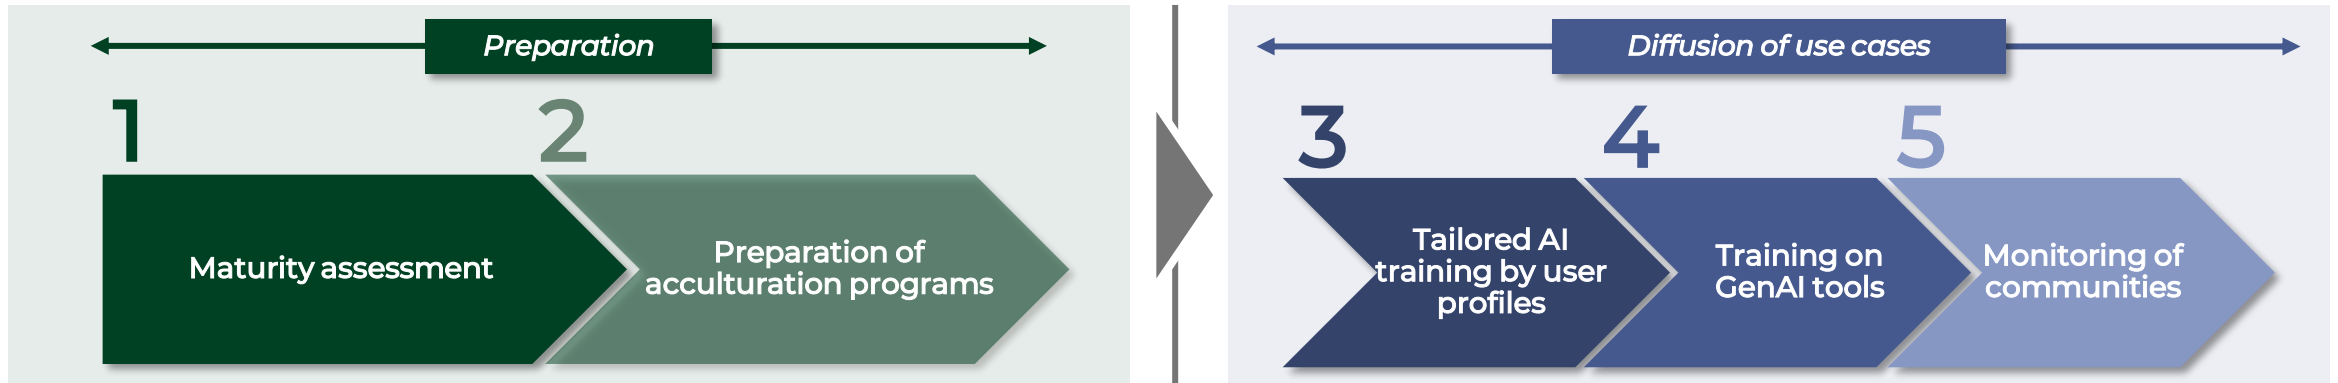 Preparation
1
2
Maturity assessment
Preparation of
acculturation programs
Diffusion of use cases
3
4
5
Tailored AI
training by user
profiles
Training on
GenAI tools
Monitoring of
communities